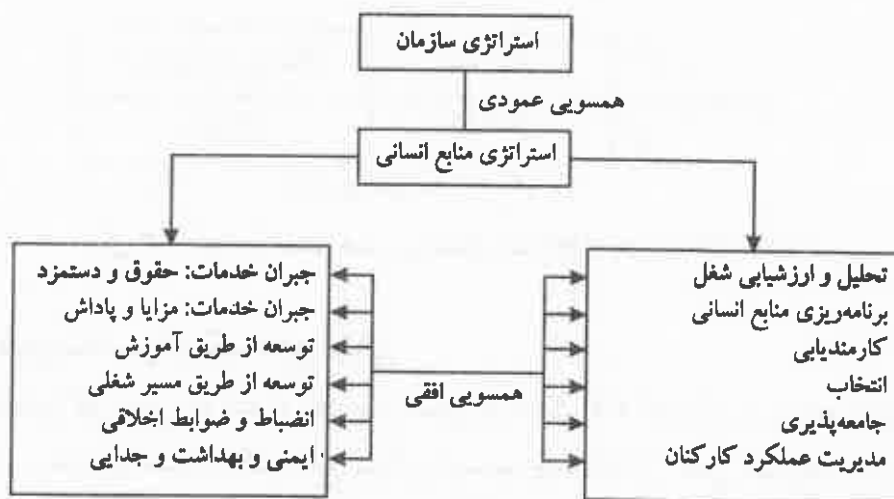 استراتژی سازمان
همسویی عمودی
استراتژی منابع انسانی
تحلیل و ارزشیابی شغل
برنامه‌ریزی منابع انسانی
کارمندیابی
انتخاب
جامعه‌پذیری
مدیریت عملکرد کارکنان
همسویی افقی
جبران خدمات: حقوق و دستمزد
جبران خدمات: مزایا و پاداش
توسعه از طریق آموزش
توسعه از طریق مسیر شغلی
انضباط و ضوابط اخلاقی
ایمنی و بهداشت و جدایی